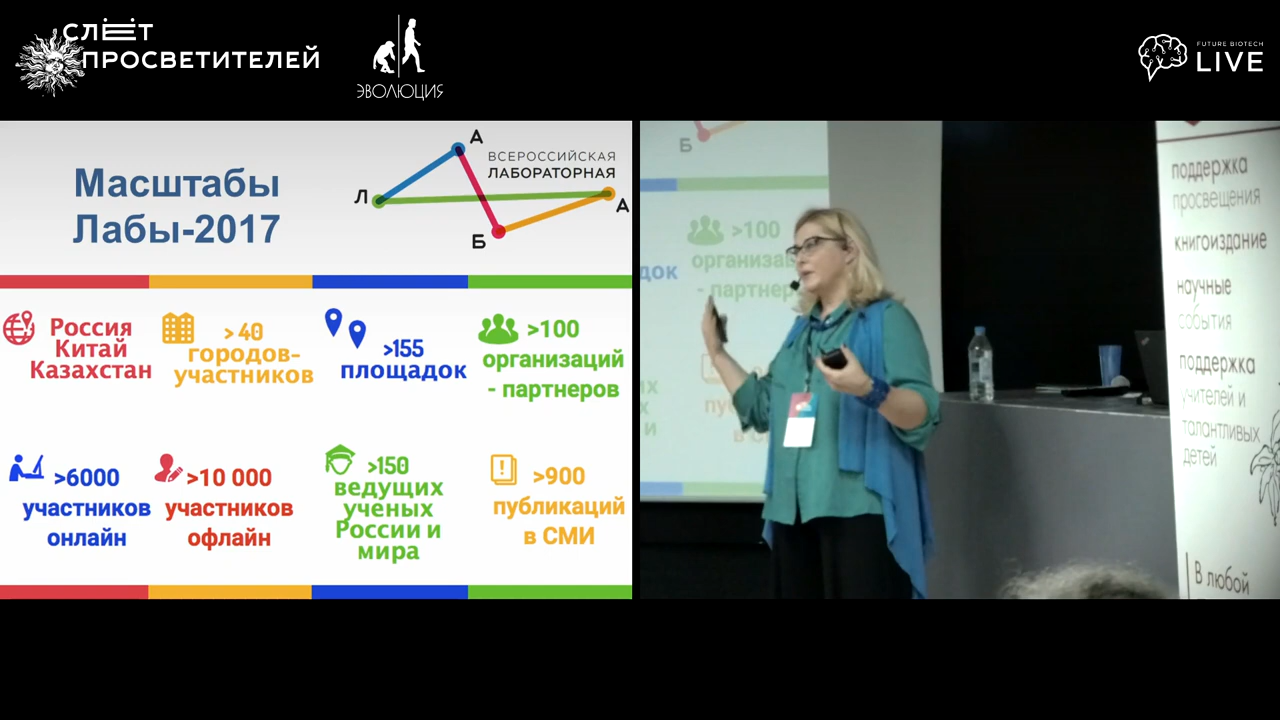 СЛЁТ
ПРОСВЕТИТЕЛЕЙ
ЭВОЛЮЦИЯ
FUTURE BIOTECH
LIVE
Масштабы
Лабы-2017
Л
А
Б
А
ВСЕРОССИЙСКАЯ
ЛАБОРАТОРНАЯ
Россия
Китай
Казахстан
> 40
городов-
участников
>155
площадок
>100
организаций
- партнеров
>6000
участников
онлайн
>10 000
участников
офлайн
>150
ведущих
ученых
России и
мира
>900
публикаций
в СМИ
Б
>100
- партнер
поддержка
просвещения
книгоиздание
научные
события
поддержка
учителей и
талантливых
детей
В любой